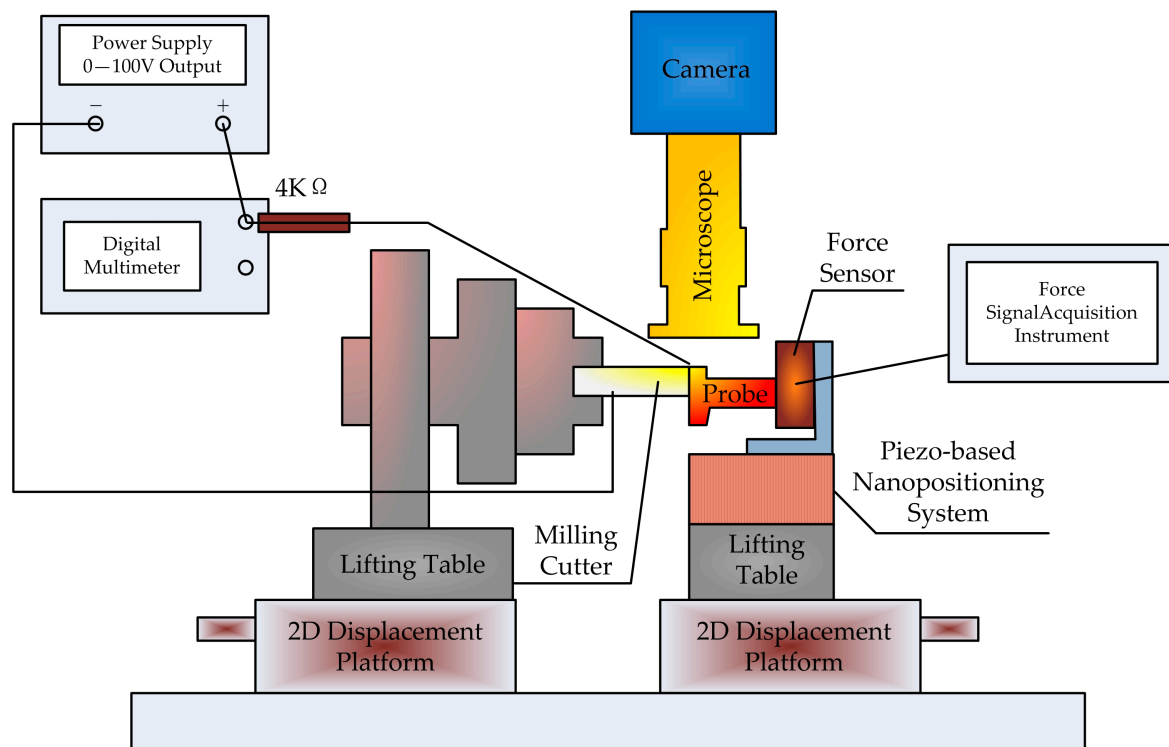 Power Supply
0—100V Output
−
+
4K Ω
Digital
Multimeter
Camera
Microscope
Force
Sensor
Force
SignalAcquisition
Instrument
Probe
Piezo-based
Nanopositioning
System
Milling
Cutter
Lifting Table
Lifting
Table
2D Displacement
Platform
2D Displacement
Platform